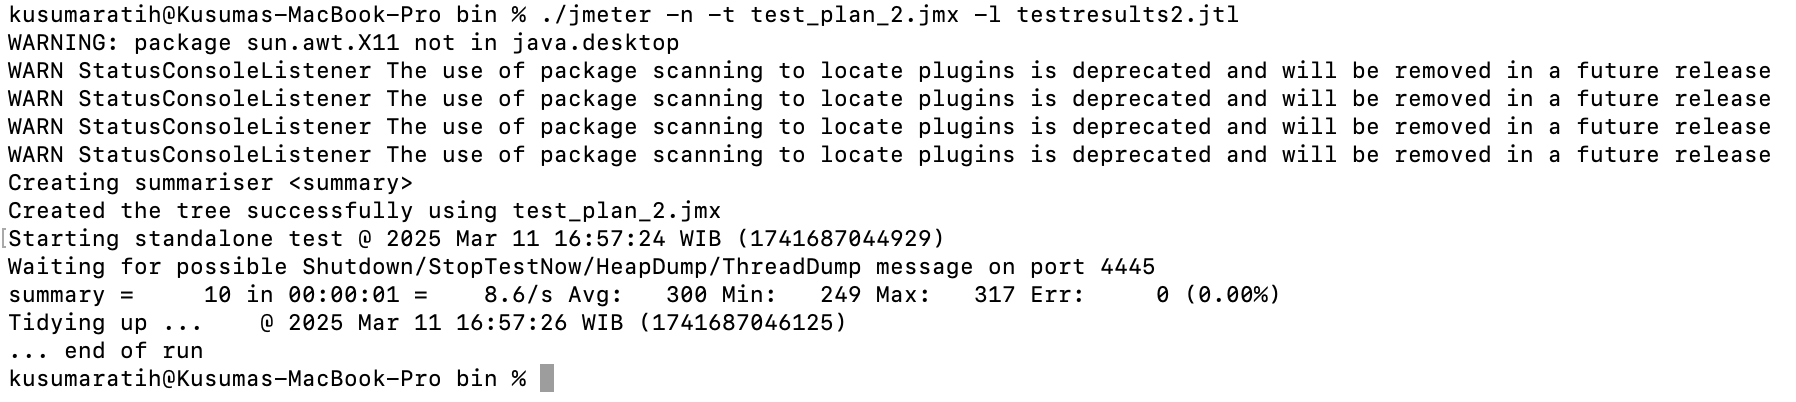 kusumaratih@Kusumas-MacBook-Pro bin % ./jmeter -n -t test_plan_2.jmx -l testresults2.jtl
WARNING: package sun.awt.X11 not in java.desktop
WARN StatusConsoleListener The use of package scanning to locate plugins is deprecated and will be removed in a future release
WARN StatusConsoleListener The use of package scanning to locate plugins is deprecated and will be removed in a future release
WARN StatusConsoleListener The use of package scanning to locate plugins is deprecated and will be removed in a future release
WARN StatusConsoleListener The use of package scanning to locate plugins is deprecated and will be removed in a future release
Creating summariser <summary>
Created the tree successfully using test_plan_2.jmx
[Starting standalone test @ 2025 Mar 11 16:57:24 WIB (1741687044929)
Waiting for possible Shutdown/StopTestNow/HeapDump/ThreadDump message on port 4445
summary =     10 in 00:00:01 =    8.6/s Avg:   300 Min:   249 Max:   317 Err:     0 (0.00%)
Tidying up ...    @ 2025 Mar 11 16:57:26 WIB (1741687046125)
... end of run
kusumaratih@Kusumas-MacBook-Pro bin %